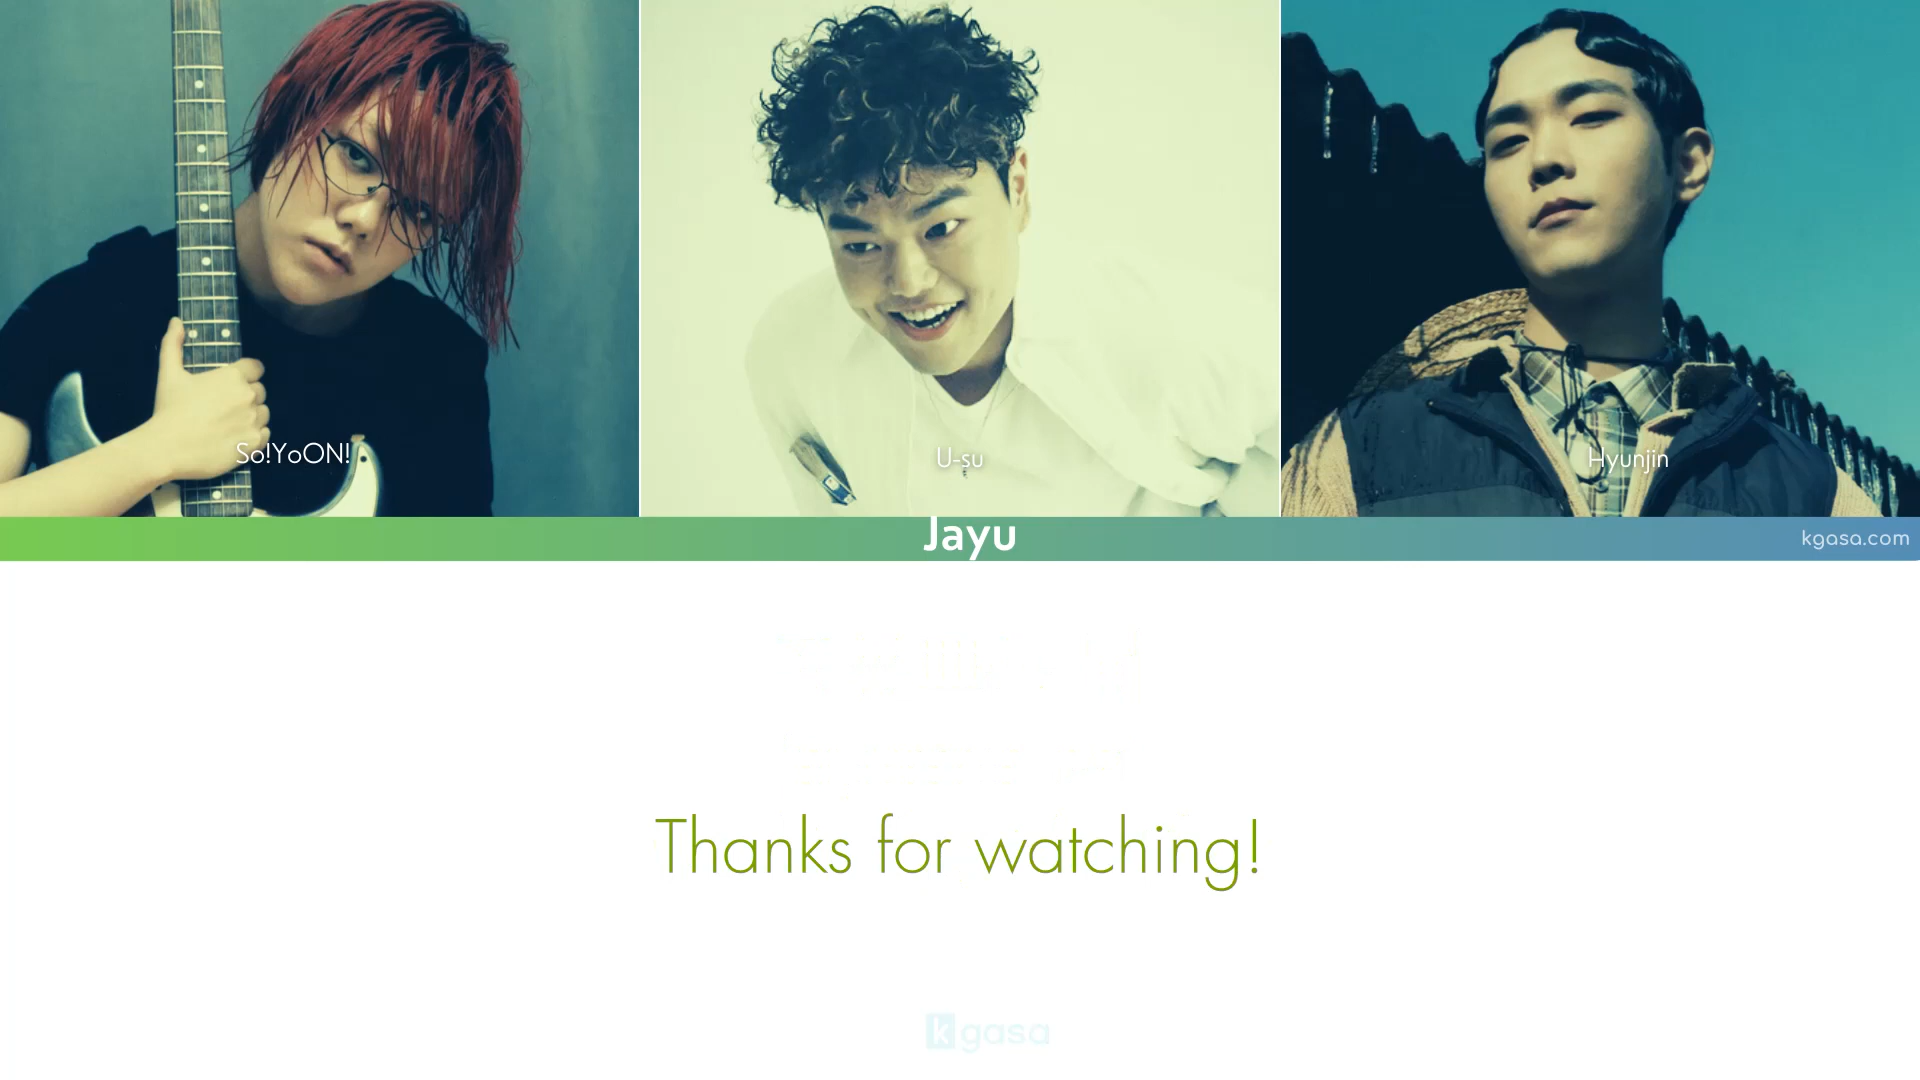 So!YoON!
U-su
Hyunjin
Jayu
kgasa.com
Thanks for watching!
kgasa